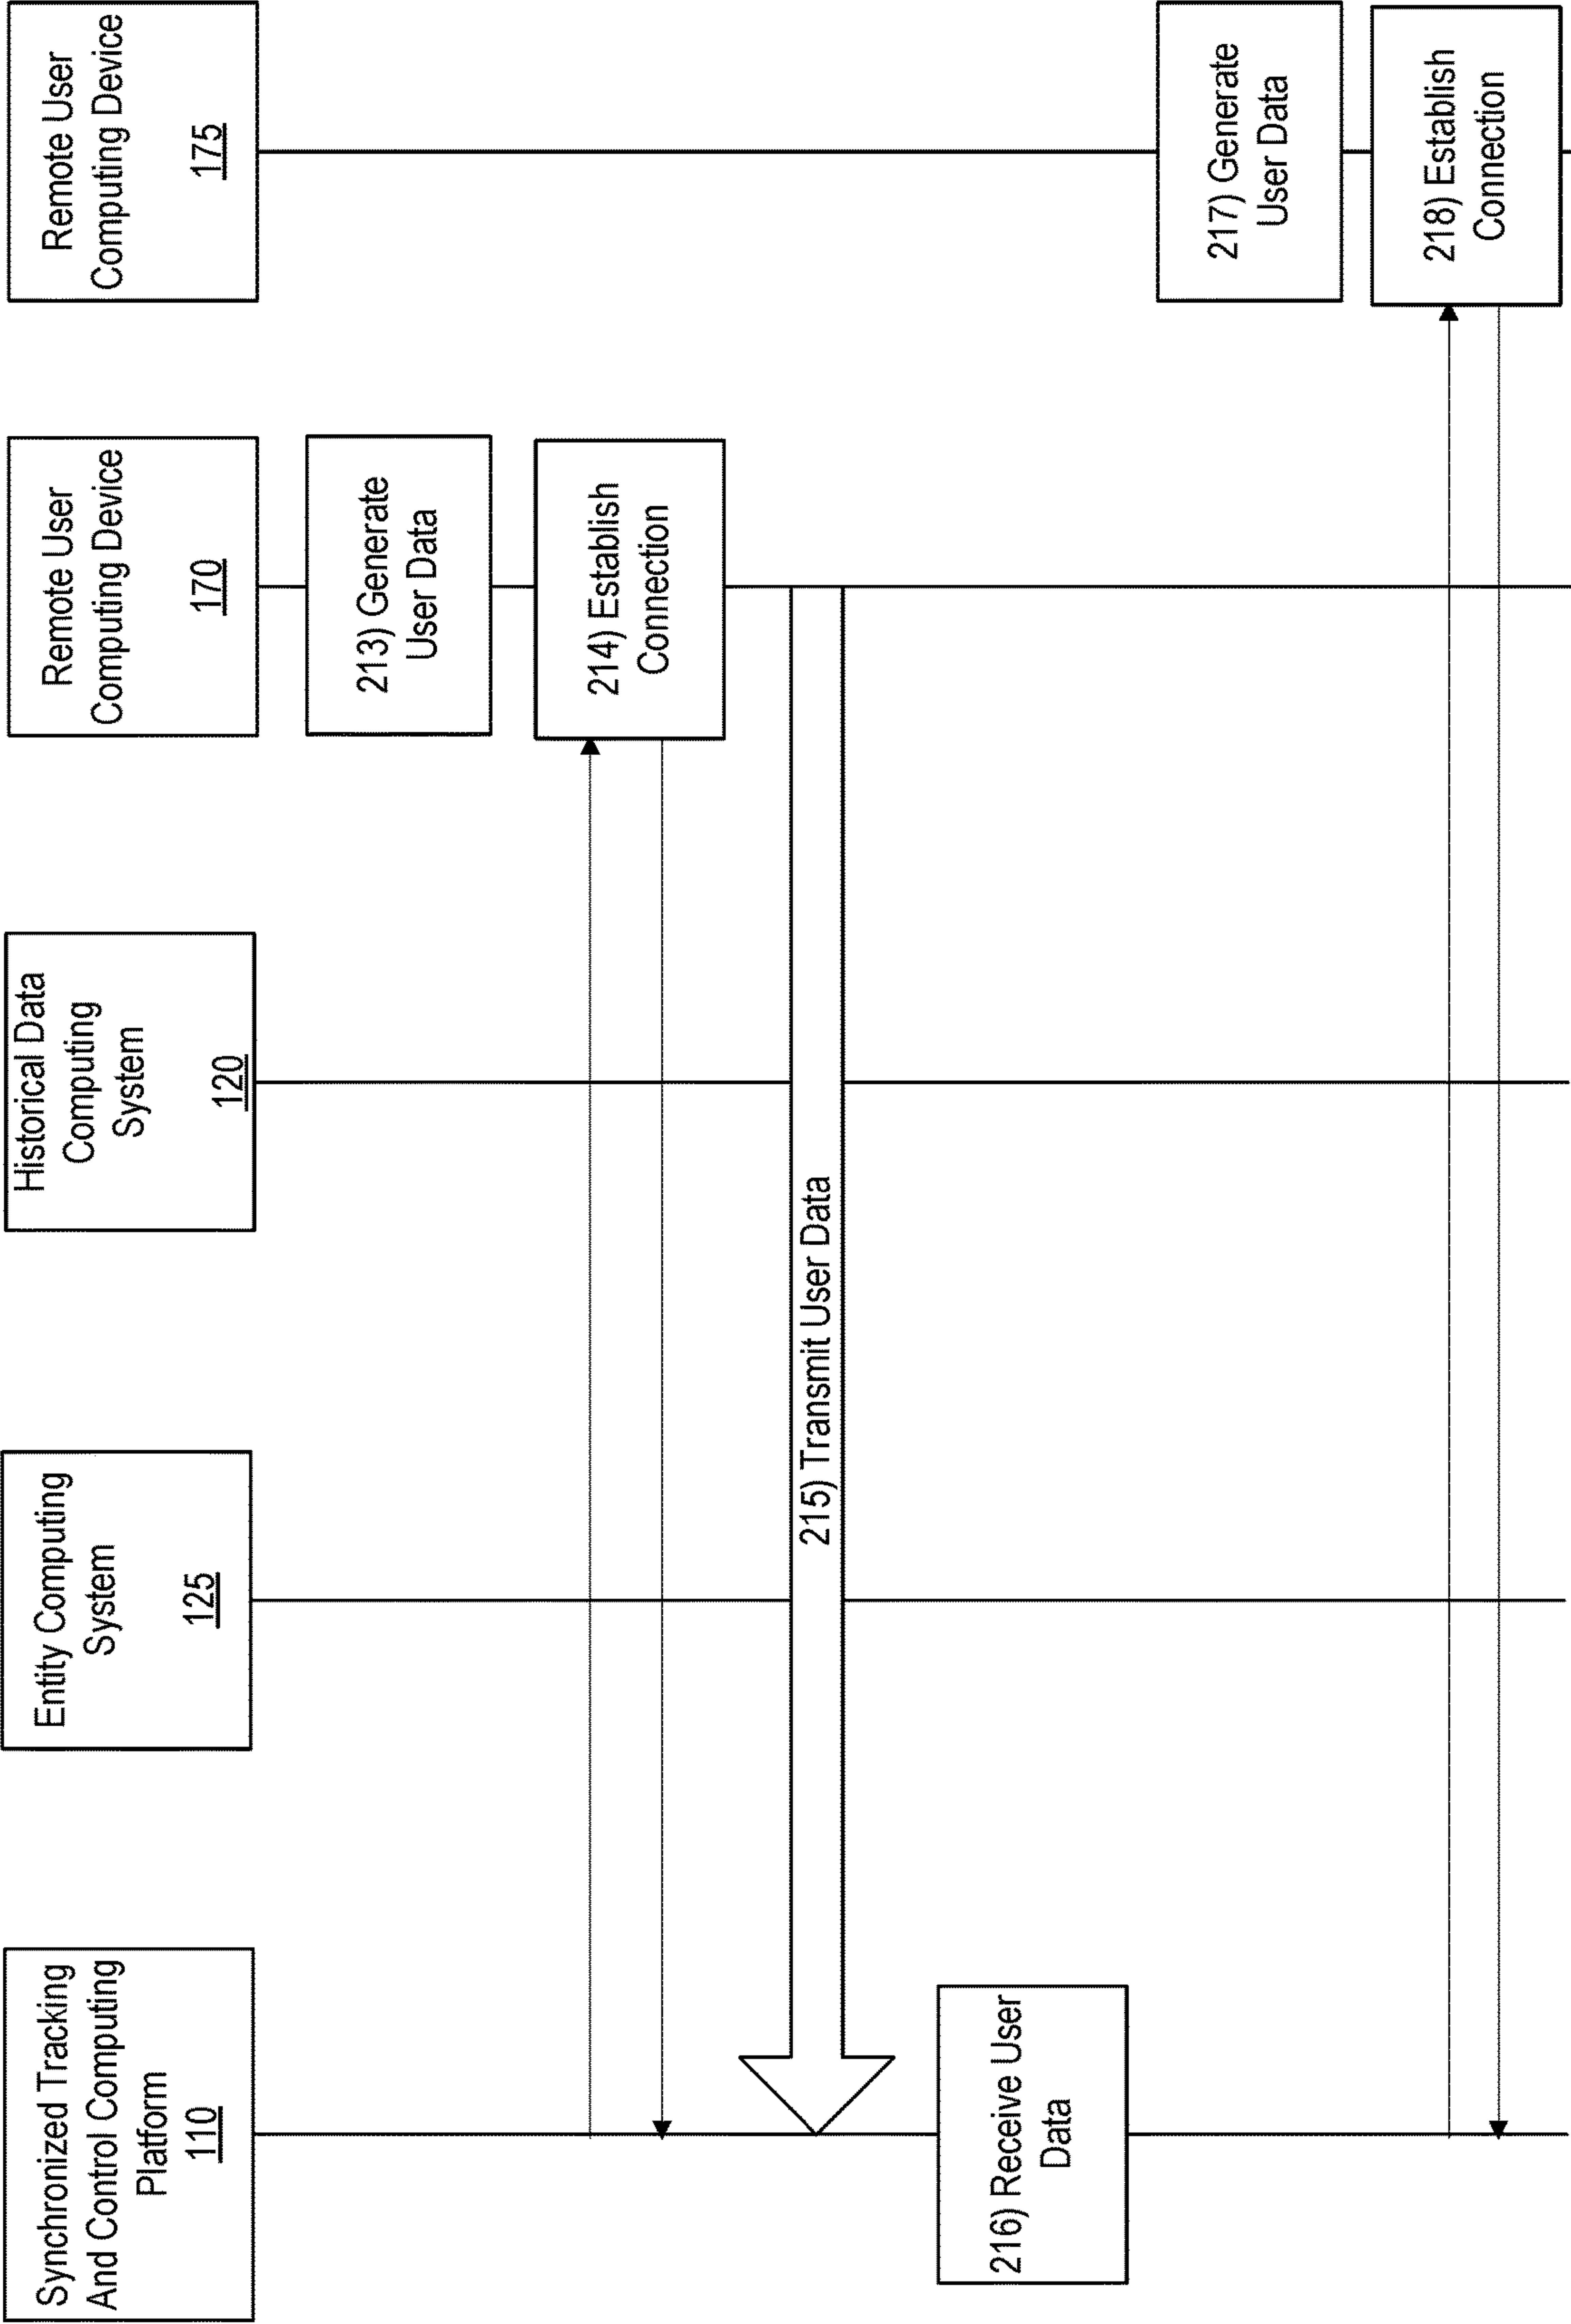 Synchronized Tracking
And Control Computing
Platform
110
Entity Computing
System
125
Historical Data
Computing
System
120
Remote User
Computing Device
170
Remote User
Computing Device
175
213) Generate
User Data
214) Establish
Connection
215) Transmit User Data
216) Receive User
Data
217) Generate
User Data
218) Establish
Connection